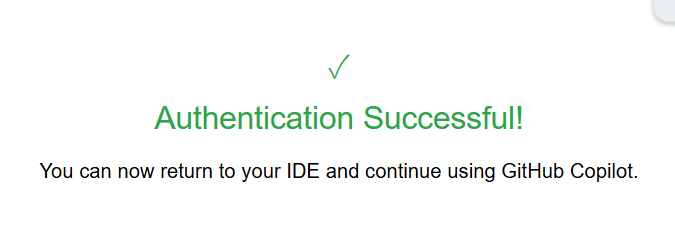 ✓
Authentication Successful!
You can now return to your IDE and continue using GitHub Copilot.